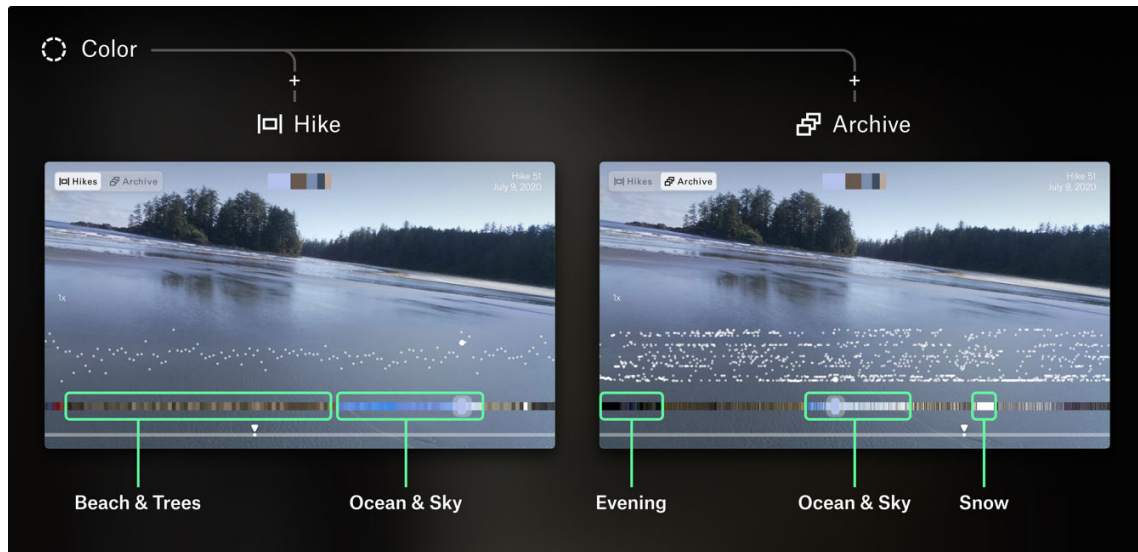 Color
+
+
Hike
Archive
Hikes Archive
Hike 51
July 9, 2020
1x
Hikes Archive
Hike 51
July 9, 2020
1x
Beach & Trees
Ocean & Sky
Evening
Ocean & Sky
Snow